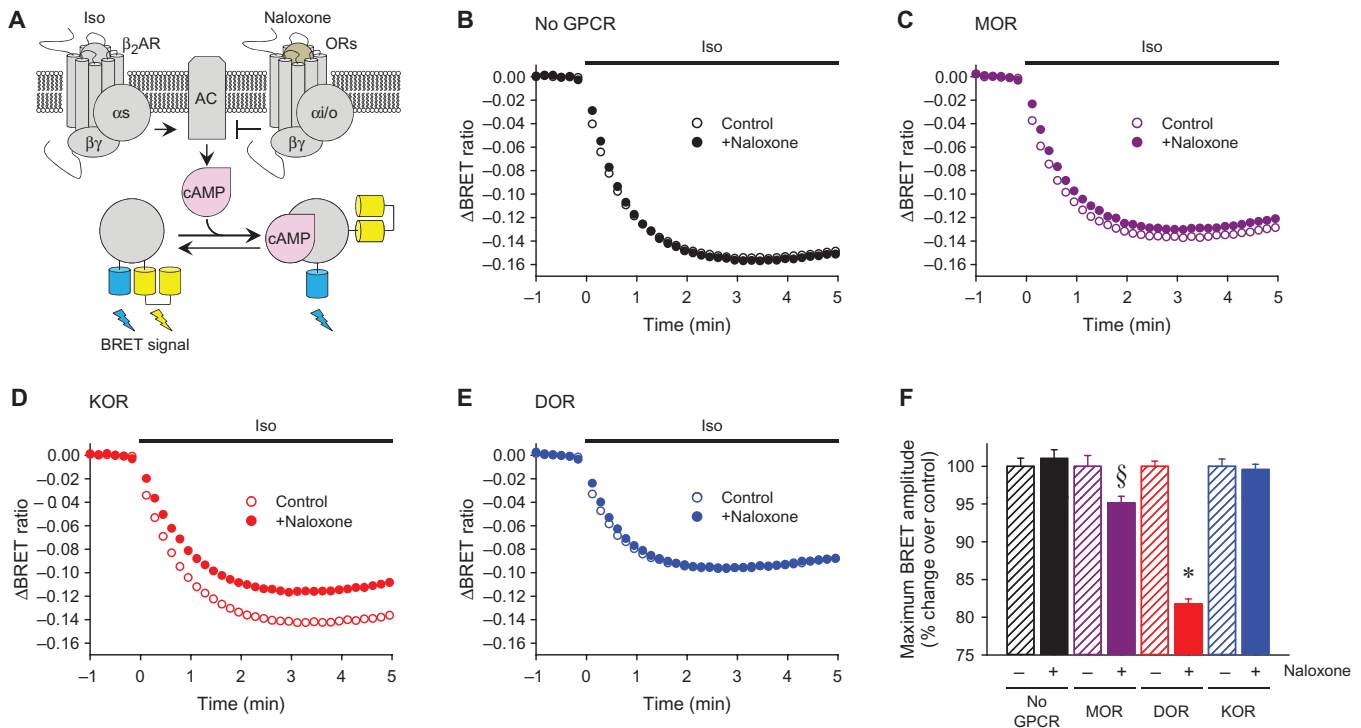 A
Iso
Naloxone
β2AR
ORs
αs
AC
αi/o
βγ
βγ
cAMP
cAMP
BRET signal
B
No GPCR
Iso
0.00
–0.02
–0.04
–0.06
–0.08
–0.10
–0.12
–0.14
–0.16
ΔBRET ratio
Control
+Naloxone
–1 0 1 2 3 4 5
Time (min)
C
MOR
Iso
0.00
–0.02
–0.04
–0.06
–0.08
–0.10
–0.12
–0.14
–0.16
ΔBRET ratio
Control
+Naloxone
–1 0 1 2 3 4 5
Time (min)
D
KOR
Iso
0.00
–0.02
–0.04
–0.06
–0.08
–0.10
–0.12
–0.14
–0.16
ΔBRET ratio
Control
+Naloxone
–1 0 1 2 3 4 5
Time (min)
E
DOR
Iso
0.00
–0.02
–0.04
–0.06
–0.08
–0.10
–0.12
–0.14
–0.16
ΔBRET ratio
Control
+Naloxone
–1 0 1 2 3 4 5
Time (min)
F
Maximum BRET amplitude
(% change over control)
100
95
90
85
80
75
§
*
– + – + – + – + Naloxone
No GPCR
MOR
DOR
KOR